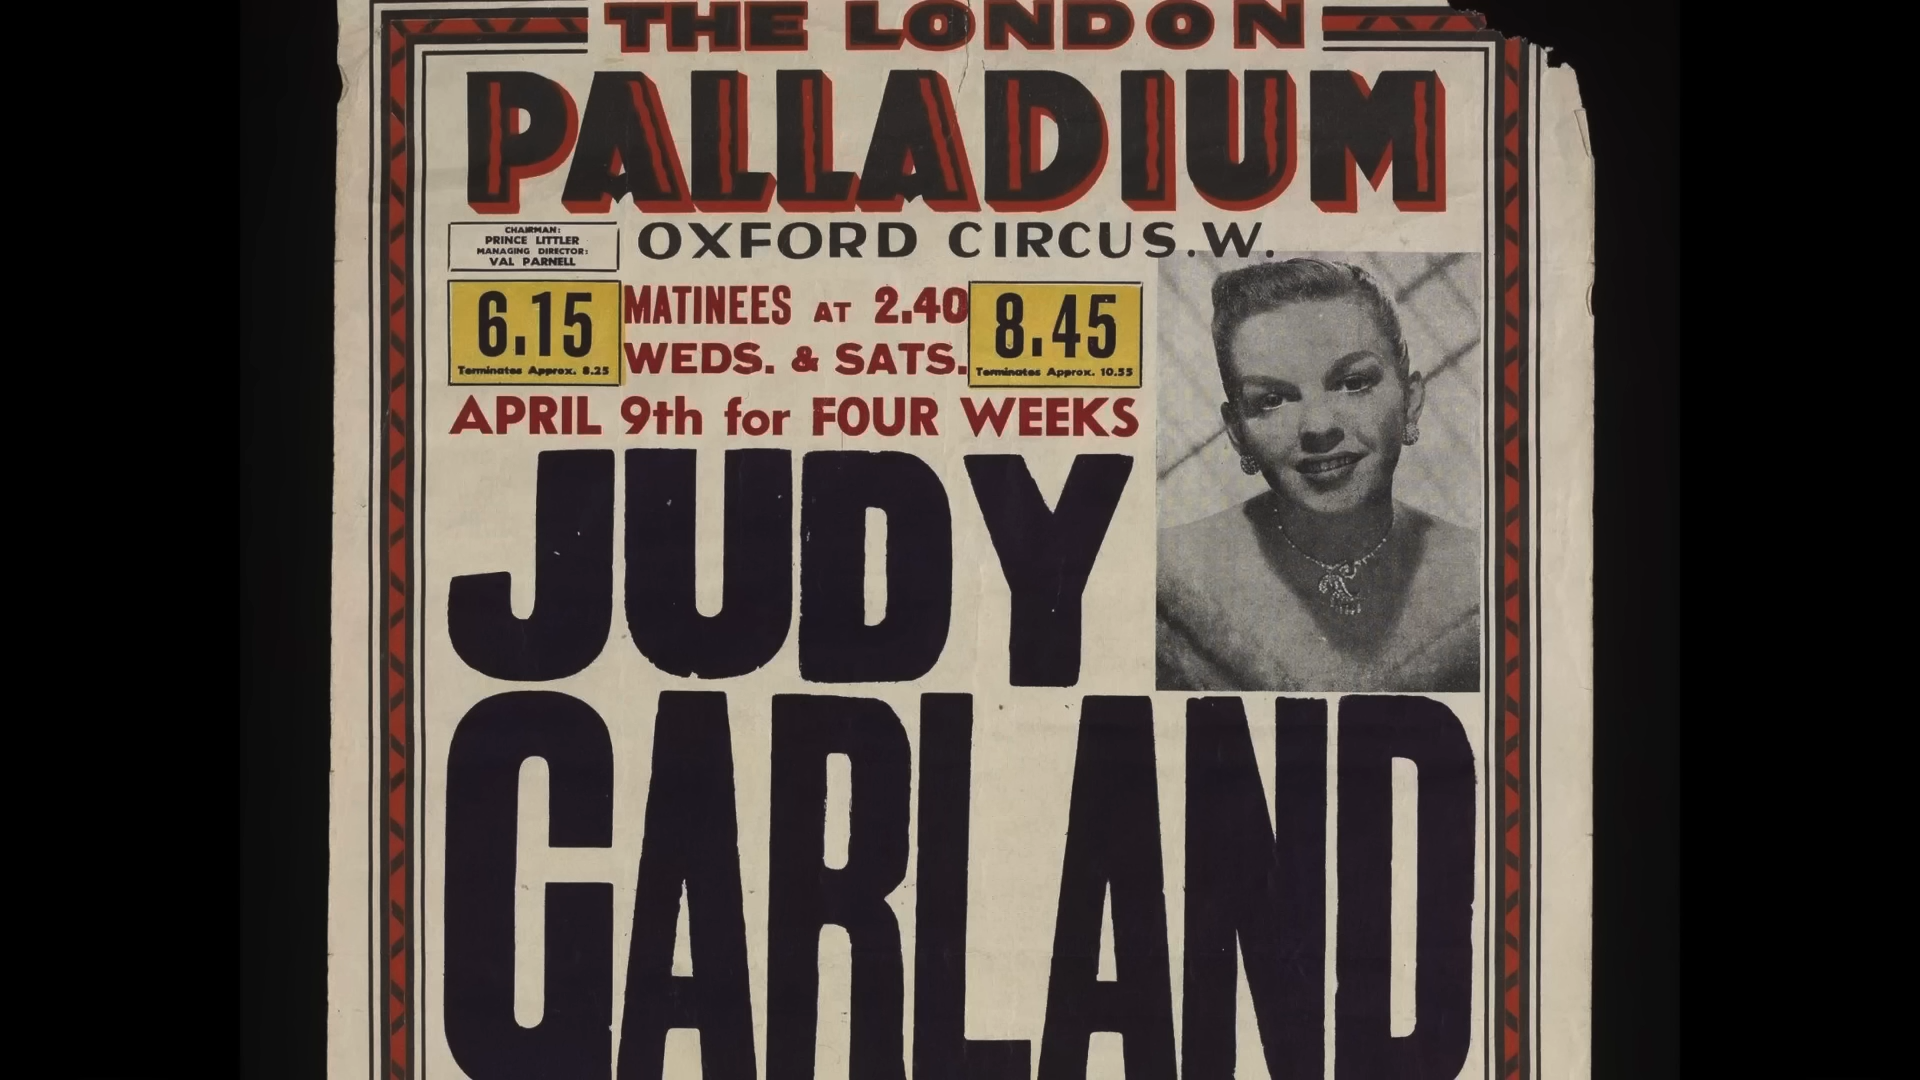 THE LONDON
PALLADIUM
OXFORD CIRCUS.W.
CHAIRMAN:
PRINCE LITTLER
MANAGING DIRECTOR:
VAL PARNELL
6.15
Terminates Approx. 8.25
MATINEES AT 2.40
WEDS. & SATS.
8.45
Terminates Approx. 10.55
APRIL 9th for FOUR WEEKS
JUDY
GARLAND